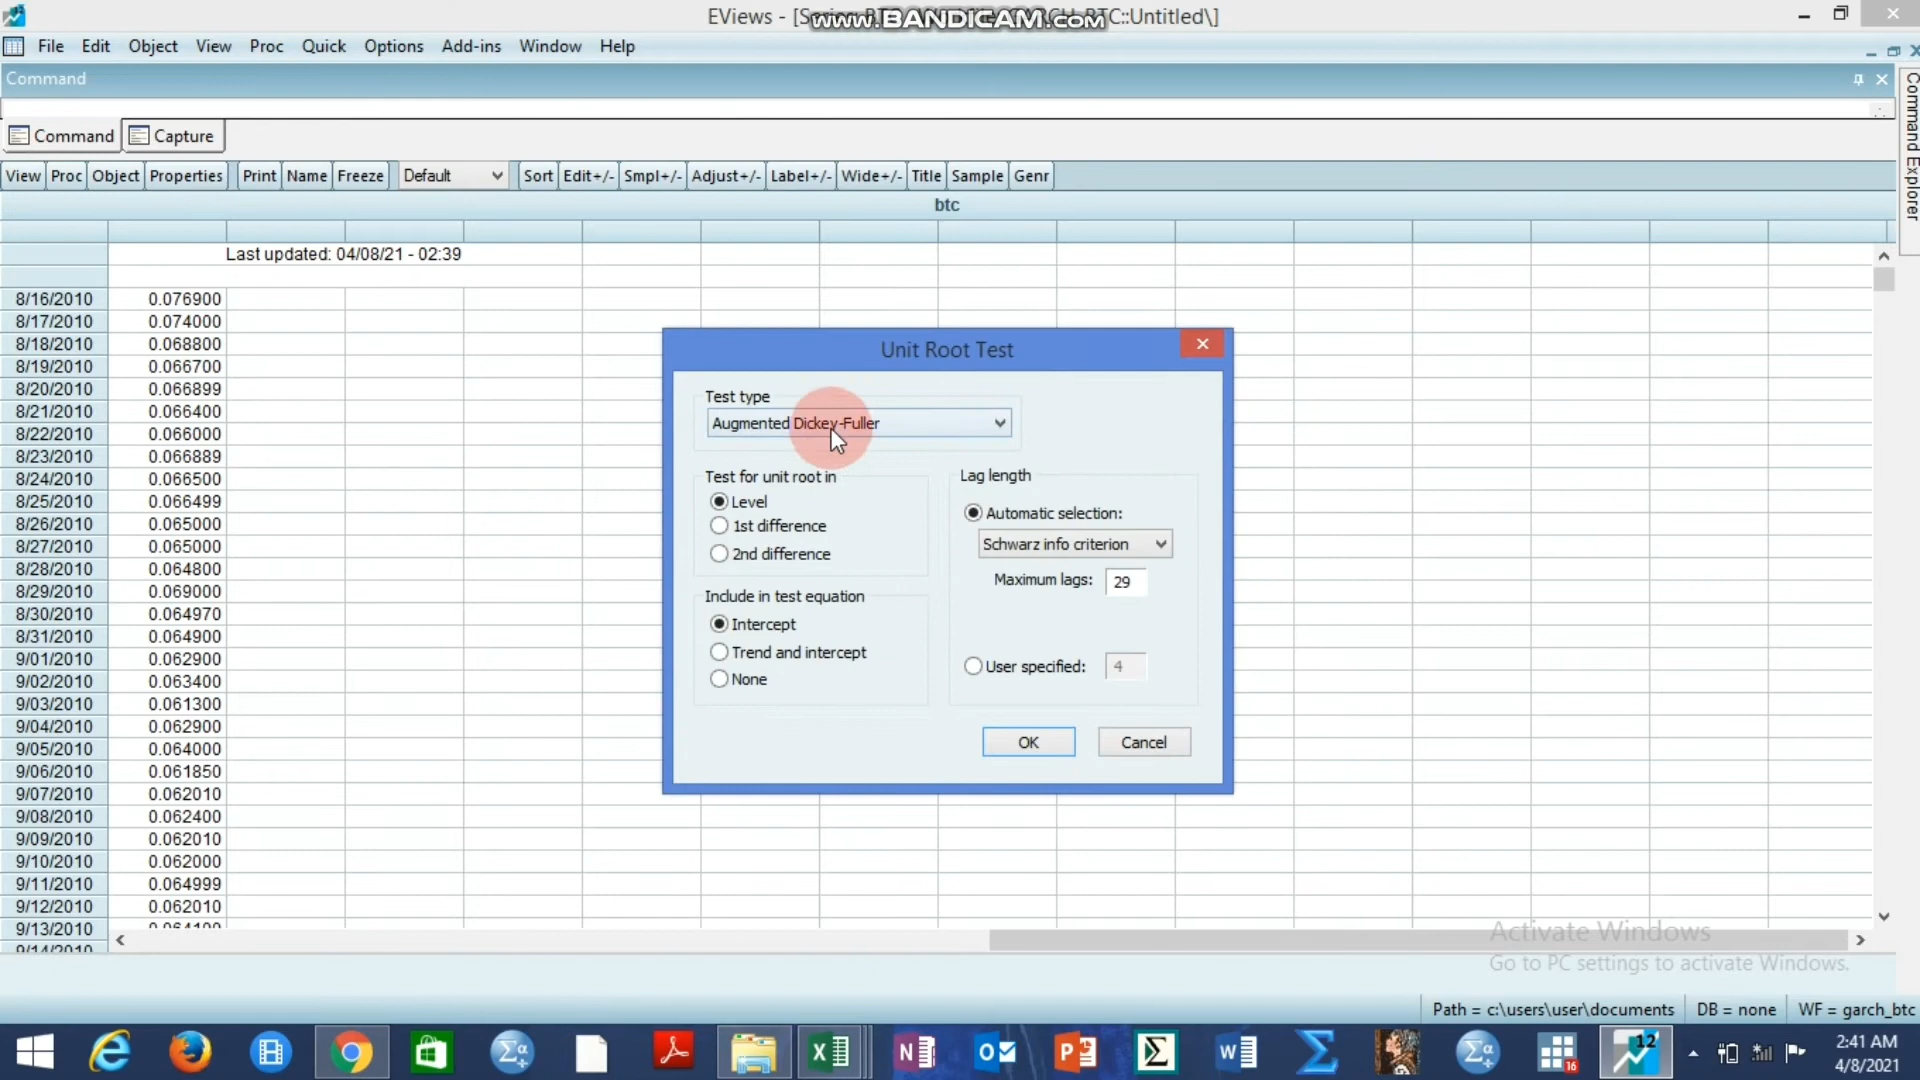 EViews - [Series: BTC
GARCH_BTC::Untitled\]
www.BANDICAM.com
File Edit Object View Proc Quick Options Add-ins Window Help
Command
Command Capture
Command Explorer
View Proc Object Properties Print Name Freeze Default Sort Edit+/- Smpl+/- Adjust+/- Label+/- Wide+/- Title Sample Genr
btc
Last updated: 04/08/21 - 02:39
8/16/2010 0.076900
8/17/2010 0.074000
8/18/2010 0.068800
8/19/2010 0.066700
8/20/2010 0.066899
8/21/2010 0.066400
8/22/2010 0.066000
8/23/2010 0.066889
8/24/2010 0.066500
8/25/2010 0.066499
8/26/2010 0.065000
8/27/2010 0.065000
8/28/2010 0.064800
8/29/2010 0.069000
8/30/2010 0.064970
8/31/2010 0.064900
9/01/2010 0.062900
9/02/2010 0.063400
9/03/2010 0.061300
9/04/2010 0.062900
9/05/2010 0.064000
9/06/2010 0.061850
9/07/2010 0.062010
9/08/2010 0.062400
9/09/2010 0.062010
9/10/2010 0.062000
9/11/2010 0.064999
9/12/2010 0.062010
9/13/2010 0.064100
9/14/2010
Unit Root Test
Test type
Augmented Dickey-Fuller
Test for unit root in
Level
1st difference
2nd difference
Include in test equation
Intercept
Trend and intercept
None
Lag length
Automatic selection:
Schwarz info criterion
Maximum lags: 29
User specified: 4
OK Cancel
Activate Windows
Go to PC settings to activate Windows.
Path = c:\users\user\documents DB = none WF = garch_btc
12
16
2:41 AM
4/8/2021